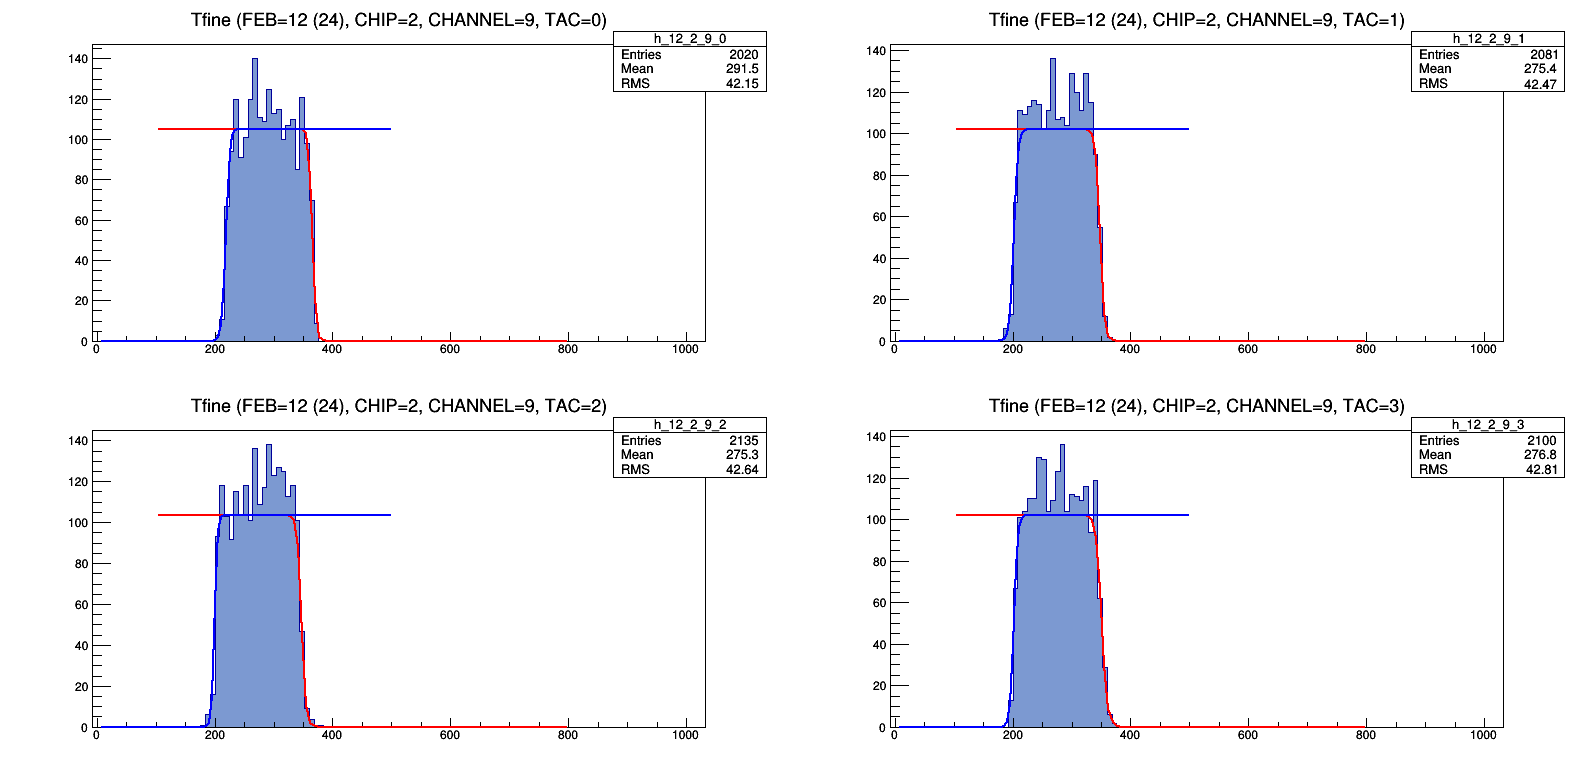 Tfine (FEB=12 (24), CHIP=2, CHANNEL=9, TAC=0)
h_12_2_9_0
Entries 2020
Mean 291.5
RMS 42.15
140
120
100
80
60
40
20
0
0 200 400 600 800 1000
Tfine (FEB=12 (24), CHIP=2, CHANNEL=9, TAC=1)
h_12_2_9_1
Entries 2081
Mean 275.4
RMS 42.47
140
120
100
80
60
40
20
0
0 200 400 600 800 1000
Tfine (FEB=12 (24), CHIP=2, CHANNEL=9, TAC=2)
h_12_2_9_2
Entries 2135
Mean 275.3
RMS 42.64
140
120
100
80
60
40
20
0
0 200 400 600 800 1000
Tfine (FEB=12 (24), CHIP=2, CHANNEL=9, TAC=3)
h_12_2_9_3
Entries 2100
Mean 276.8
RMS 42.81
140
120
100
80
60
40
20
0
0 200 400 600 800 1000